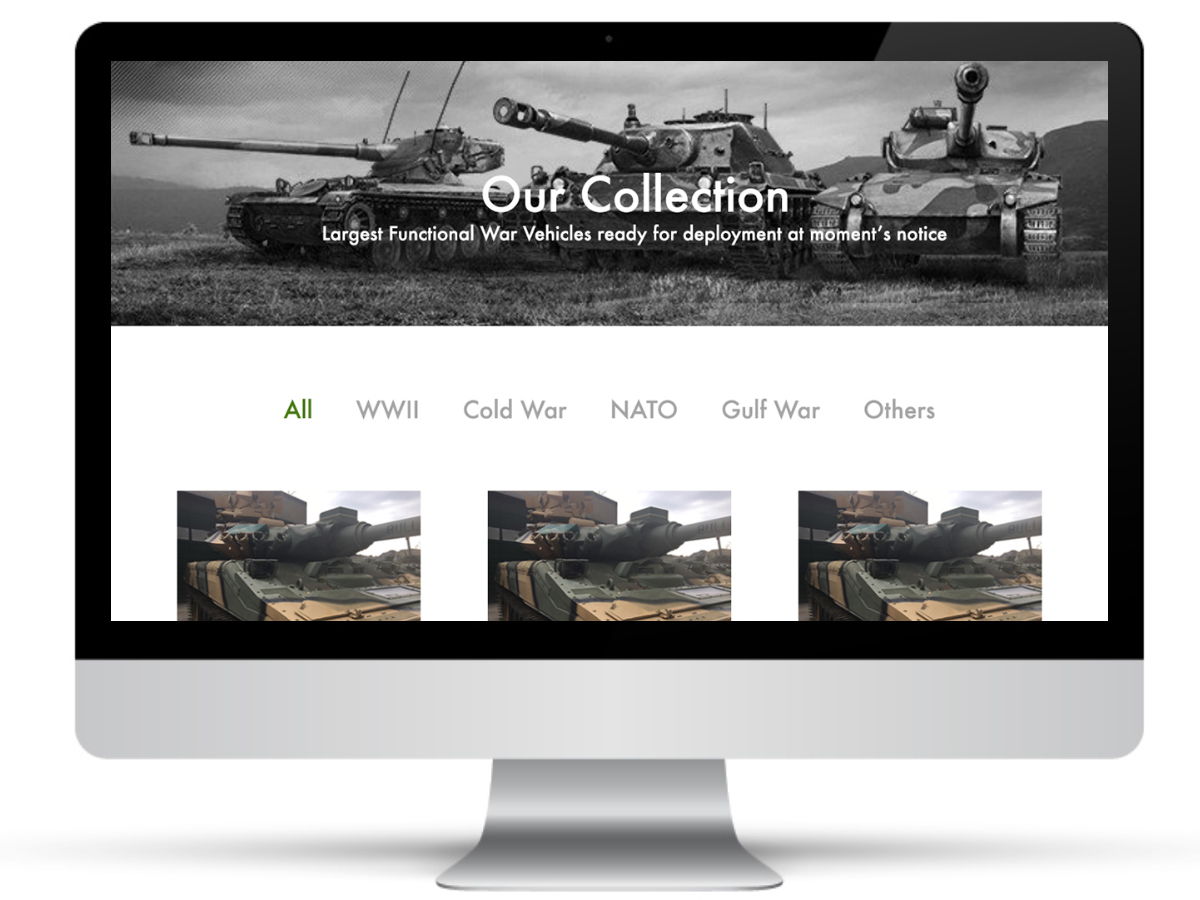 Our Collection
Largest Functional War Vehicles ready for deployment at moment’s notice
All WWII Cold War NATO Gulf War Others